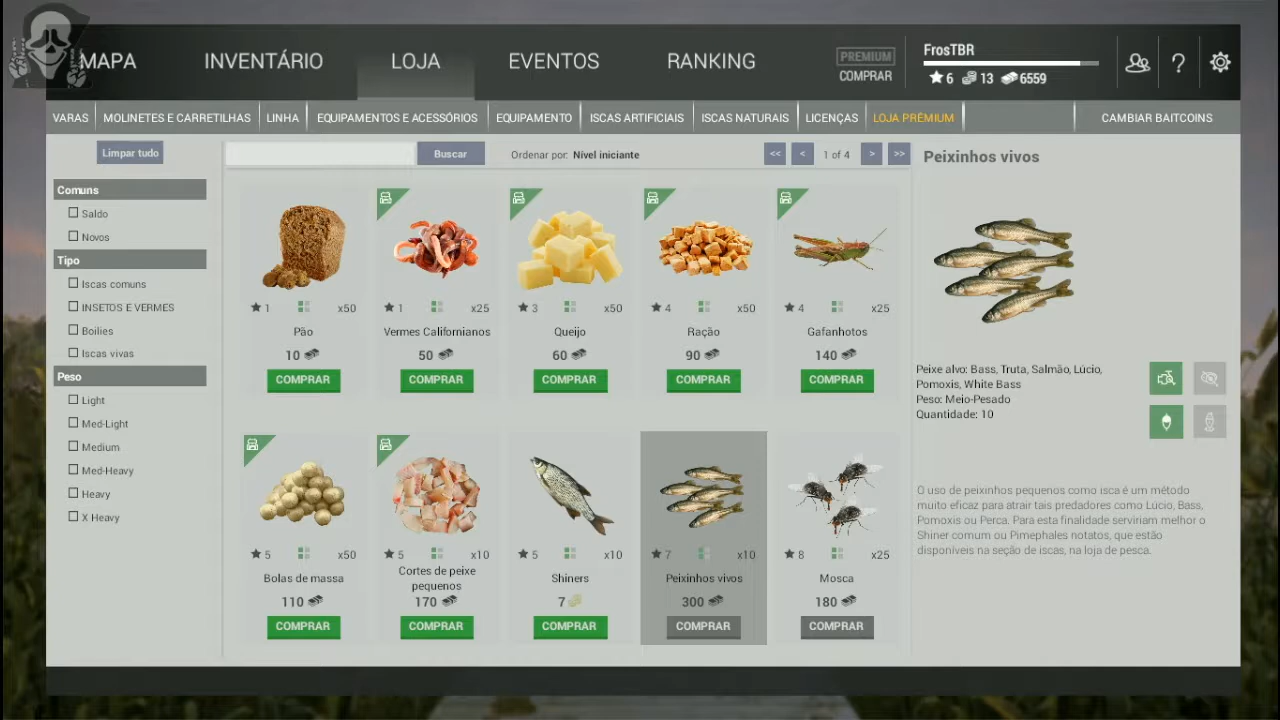 MAPA
INVENTÁRIO
LOJA
EVENTOS
RANKING
PREMIUM
COMPRAR
FrosTBR
6
13
6559
VARAS
MOLINETES E CARRETILHAS
LINHA
EQUIPAMENTOS E ACESSÓRIOS
EQUIPAMENTO
ISCAS ARTIFICIAIS
ISCAS NATURAIS
LICENÇAS
LOJA PREMIUM
CAMBIAR BAITCOINS
Limpar tudo
Comuns
Saldo
Novos
Tipo
Iscas comuns
INSETOS E VERMES
Boilies
Iscas vivas
Peso
Light
Med-Light
Medium
Med-Heavy
Heavy
X Heavy
Buscar
Ordenar por: Nível iniciante
<< < 1 of 4 > >>
1 x50
Pão
10
COMPRAR
1 x25
Vermes Californianos
50
COMPRAR
3 x50
Queijo
60
COMPRAR
4 x50
Ração
90
COMPRAR
4 x25
Gafanhotos
140
COMPRAR
5 x50
Bolas de massa
110
COMPRAR
5 x10
Cortes de peixe
pequenos
170
COMPRAR
5 x10
Shiners
7
COMPRAR
7 x10
Peixinhos vivos
300
COMPRAR
8 x25
Mosca
180
COMPRAR
Peixinhos vivos
Peixe alvo: Bass, Truta, Salmão, Lúcio,
Pomoxis, White Bass
Peso: Meio-Pesado
Quantidade: 10
O uso de peixinhos pequenos como isca é um método
muito eficaz para atrair tais predadores como Lúcio, Bass,
Pomoxis ou Perca. Para esta finalidade serviriam melhor o
Shiner comum ou Pimephales notatos, que estão
disponíveis na seção de iscas, na loja de pesca.